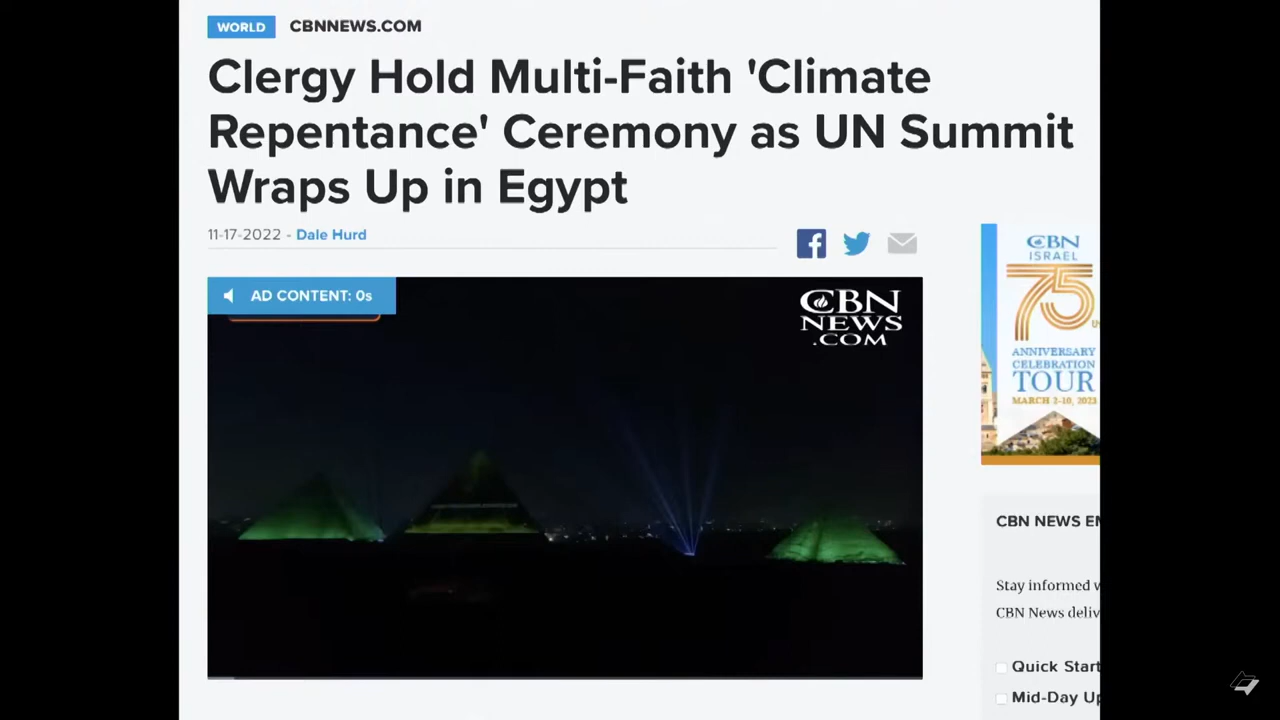 WORLD CBNNEWS.COM
Clergy Hold Multi-Faith 'Climate
Repentance' Ceremony as UN Summit
Wraps Up in Egypt
11-17-2022 - Dale Hurd
AD CONTENT: 0s
CBN
NEWS
.COM
CBN
ISRAEL
75
ANNIVERSARY
CELEBRATION
TOUR
MARCH 2-10, 2023
CBN NEWS
Stay informed
CBN News
Quick Start
Mid-Day